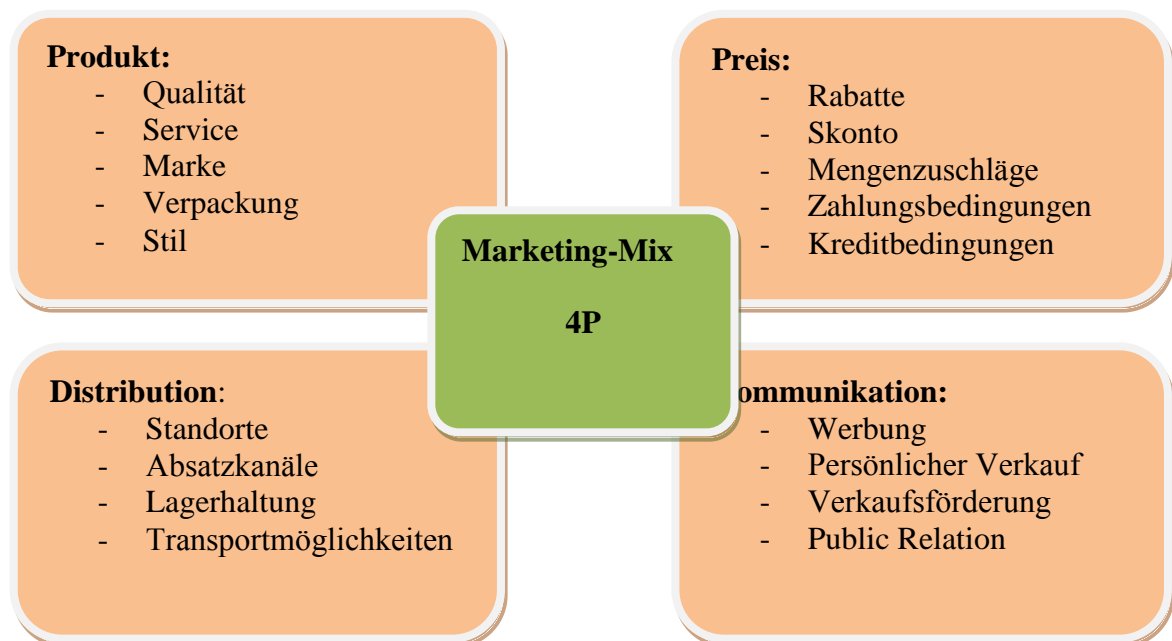 Produkt:
- Qualität
- Service
- Marke
- Verpackung
- Stil
Preis:
- Rabatte
- Skonto
- Mengenzuschläge
- Zahlungsbedingungen
- Kreditbedingungen
Marketing-Mix
4P
Distribution:
- Standorte
- Absatzkanäle
- Lagerhaltung
- Transportmöglichkeiten
ommunikation:
- Werbung
- Persönlicher Verkauf
- Verkaufsförderung
- Public Relation